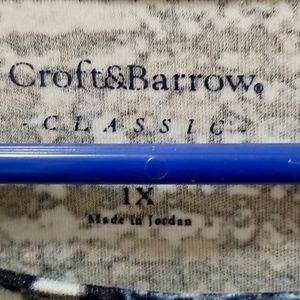 Croft&Barrow®
- CLASSIC -
1X
Made in Jordan